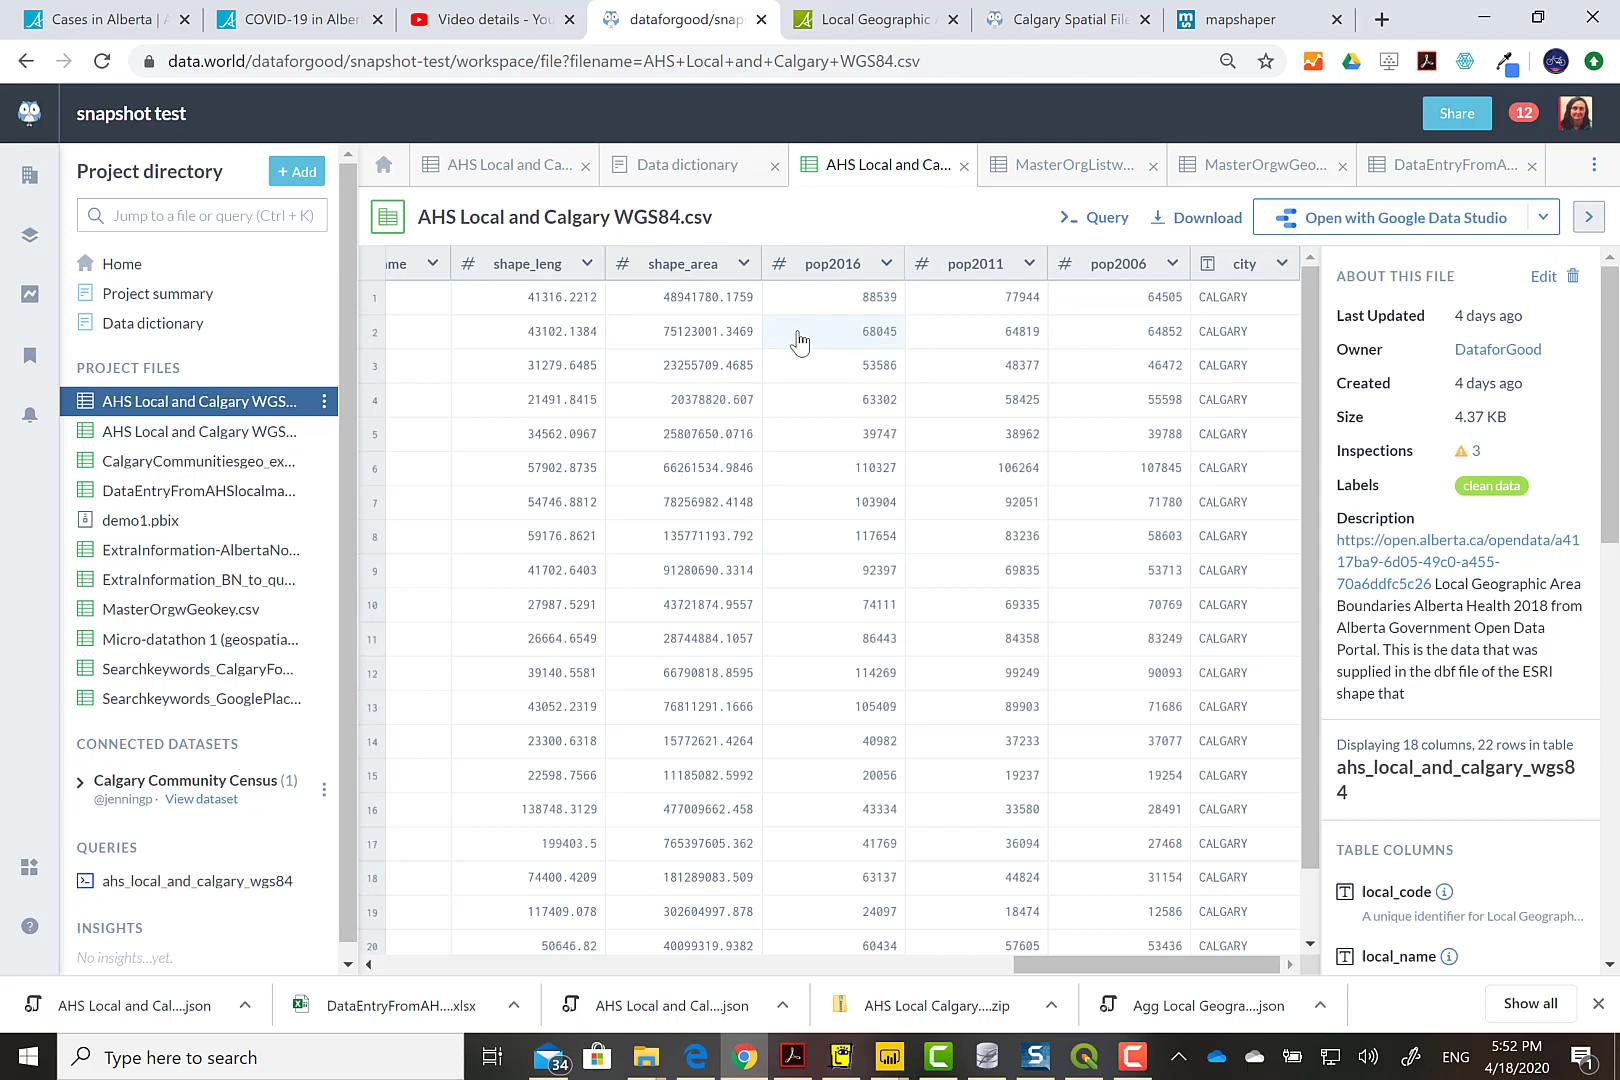 Cases in Alberta | A
COVID-19 in Alber
Video details - You
dataforgood/snap
Local Geographic A
Calgary Spatial File
mapshaper
data.world/dataforgood/snapshot-test/workspace/file?filename=AHS+Local+and+Calgary+WGS84.csv
snapshot test
Share
12
Project directory
+ Add
Jump to a file or query (Ctrl + K)
Home
Project summary
Data dictionary
PROJECT FILES
AHS Local and Calgary WGS...
AHS Local and Calgary WGS...
CalgaryCommunitiesgeo_ex...
DataEntryFromAHSlocalma...
demo1.pbix
ExtraInformation-AlbertaNo...
ExtraInformation_BN_to_qu...
MasterOrgwGeokey.csv
Micro-datathon 1 (geospatia...
Searchkeywords_CalgaryFo...
Searchkeywords_GooglePlac...
CONNECTED DATASETS
Calgary Community Census (1)
@jenningp · View dataset
QUERIES
ahs_local_and_calgary_wgs84
INSIGHTS
No insights...yet.
AHS Local and Ca...
Data dictionary
AHS Local and Ca...
MasterOrgListw...
MasterOrgwGeo...
DataEntryFromA...
AHS Local and Calgary WGS84.csv
Query
Download
Open with Google Data Studio
me # shape_leng # shape_area # pop2016 # pop2011 # pop2006 T city
1 41316.2212 48941780.1759 88539 77944 64505 CALGARY
2 43102.1384 75123001.3469 68045 64819 64852 CALGARY
3 31279.6485 23255709.4685 53586 48377 46472 CALGARY
4 21491.8415 20378820.607 63302 58425 55598 CALGARY
5 34562.0967 25807650.0716 39747 38962 39788 CALGARY
6 57902.8735 66261534.9846 110327 106264 107845 CALGARY
7 54746.8812 78256982.4148 103904 92051 71780 CALGARY
8 59176.8621 135771193.792 117654 83236 58603 CALGARY
9 41702.6403 91280690.3314 92397 69835 53713 CALGARY
10 27987.5291 43721874.9557 74111 69335 70769 CALGARY
11 26664.6549 28744884.1057 86443 84358 83249 CALGARY
12 39140.5581 66790818.8595 114269 99249 90093 CALGARY
13 43052.2319 76811291.1666 105409 89903 71686 CALGARY
14 23300.6318 15772621.4264 40982 37233 37077 CALGARY
15 22598.7566 11185082.5992 20056 19237 19254 CALGARY
16 138748.3129 477009662.458 43334 33580 28491 CALGARY
17 199403.5 765397605.362 41769 36094 27468 CALGARY
18 74400.4209 181289083.509 63137 44824 31154 CALGARY
19 117409.078 302604997.878 24097 18474 12586 CALGARY
20 50646.82 40099319.9382 60434 57605 53436 CALGARY
ABOUT THIS FILE
Edit
Last Updated 4 days ago
Owner DataforGood
Created 4 days ago
Size 4.37 KB
Inspections 3
Labels clean data
Description
https://open.alberta.ca/opendata/a41
17ba9-6d05-49c0-a455-
70a6ddfc5c26 Local Geographic Area
Boundaries Alberta Health 2018 from
Alberta Government Open Data
Portal. This is the data that was
supplied in the dbf file of the ESRI
shape that
Displaying 18 columns, 22 rows in table
ahs_local_and_calgary_wgs8
4
TABLE COLUMNS
T local_code
A unique identifier for Local Geograph...
T local_name
AHS Local and Cal....json
DataEntryFromAH....xlsx
AHS Local and Cal....json
AHS Local Calgary....zip
Agg Local Geogra....json
Show all
Type here to search
34
ENG
5:52 PM
4/18/2020
1